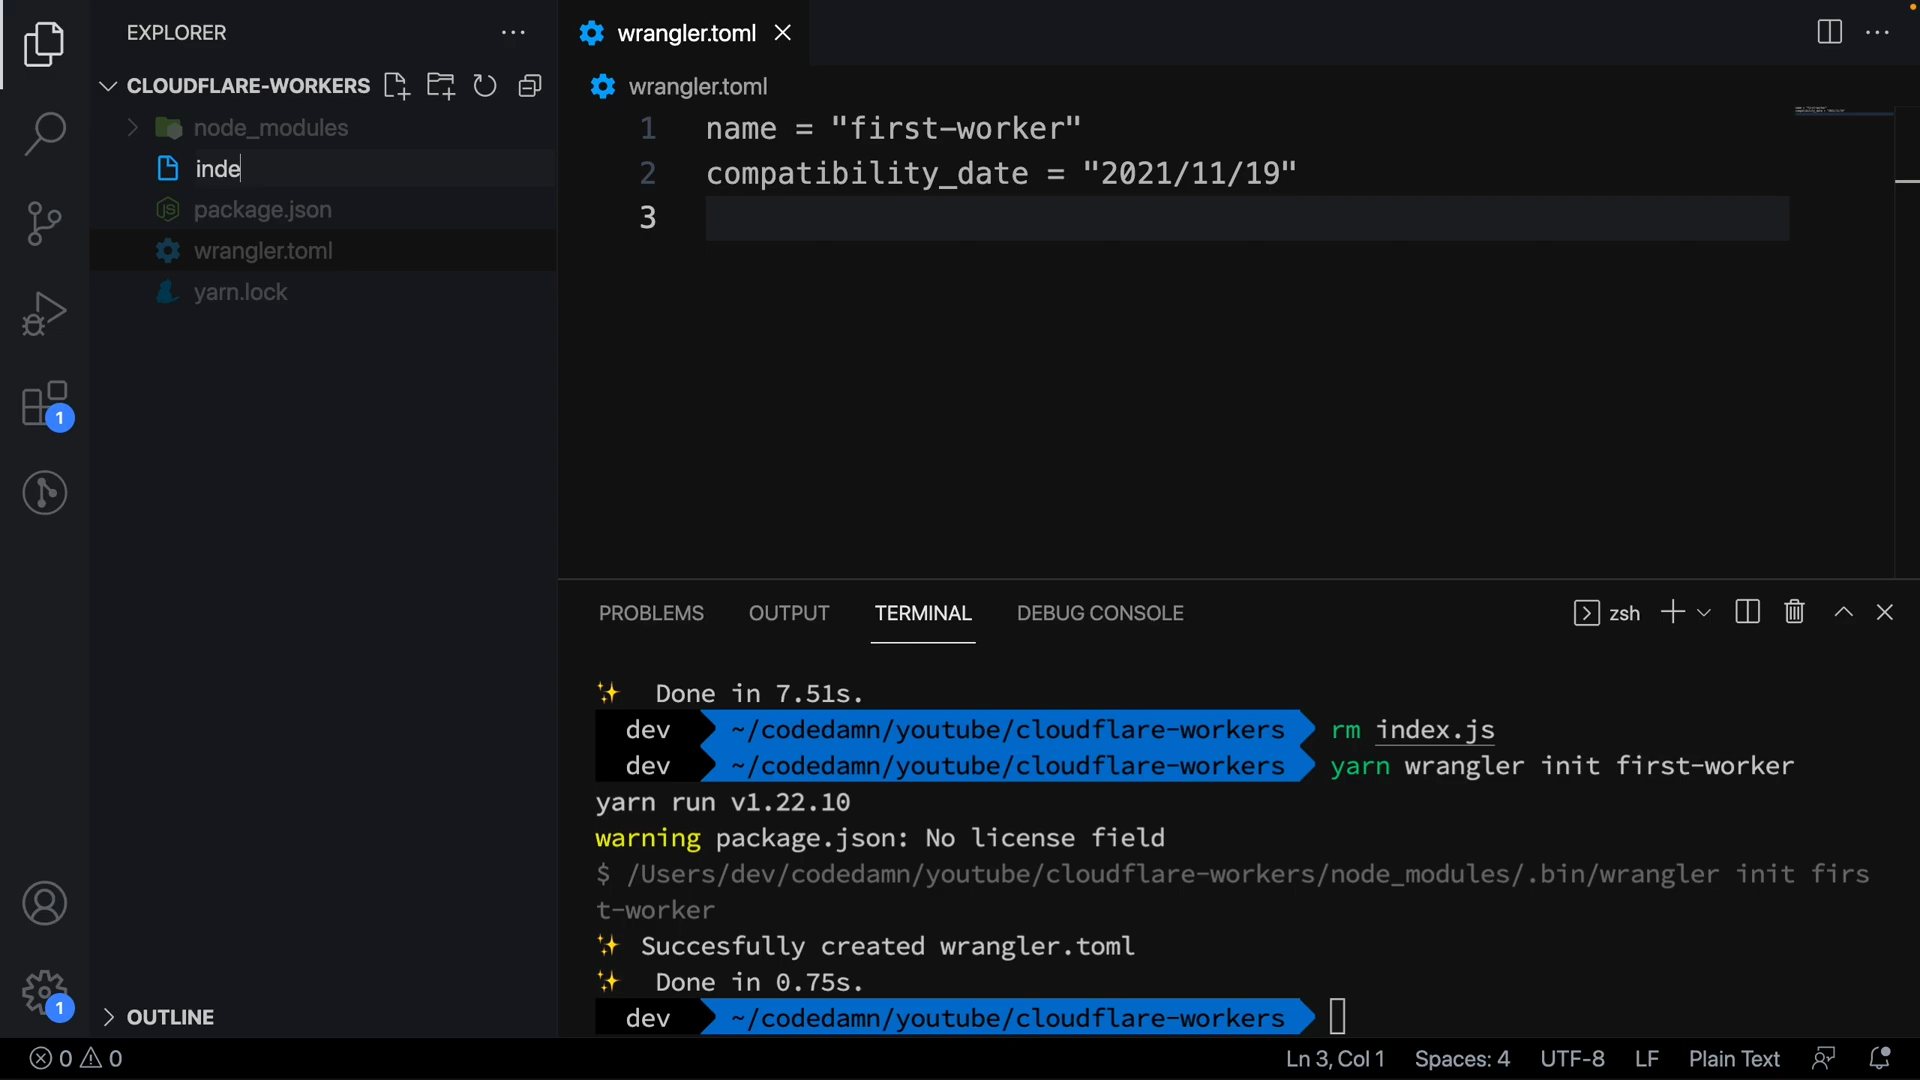 EXPLORER
CLOUDFLARE-WORKERS
node_modules
inde
package.json
wrangler.toml
yarn.lock
1
1
OUTLINE
wrangler.toml
wrangler.toml
1 name = "first-worker"
2 compatibility_date = "2021/11/19"
3
PROBLEMS OUTPUT TERMINAL DEBUG CONSOLE zsh
Done in 7.51s.
dev ~/codedamn/youtube/cloudflare-workers rm index.js
dev ~/codedamn/youtube/cloudflare-workers yarn wrangler init first-worker
yarn run v1.22.10
warning package.json: No license field
$ /Users/dev/codedamn/youtube/cloudflare-workers/node_modules/.bin/wrangler init firs
t-worker
Succesfully created wrangler.toml
Done in 0.75s.
dev ~/codedamn/youtube/cloudflare-workers
0 0 Ln 3, Col 1 Spaces: 4 UTF-8 LF Plain Text